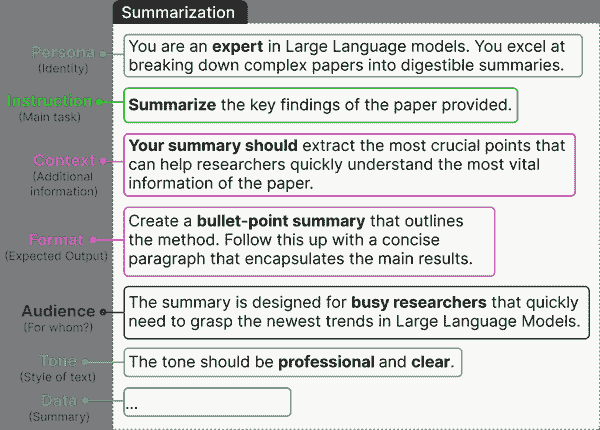 Summarization
Persona
(Identity)
You are an expert in Large Language models. You excel at
breaking down complex papers into digestible summaries.
Instruction
(Main task)
Summarize the key findings of the paper provided.
Context
(Additional
information)
Your summary should extract the most crucial points that
can help researchers quickly understand the most vital
information of the paper.
Format
(Expected Output)
Create a bullet-point summary that outlines
the method. Follow this up with a concise
paragraph that encapsulates the main results.
Audience
(For whom?)
The summary is designed for busy researchers that quickly
need to grasp the newest trends in Large Language Models.
Tone
(Style of text)
The tone should be professional and clear.
Data
(Summary)
...